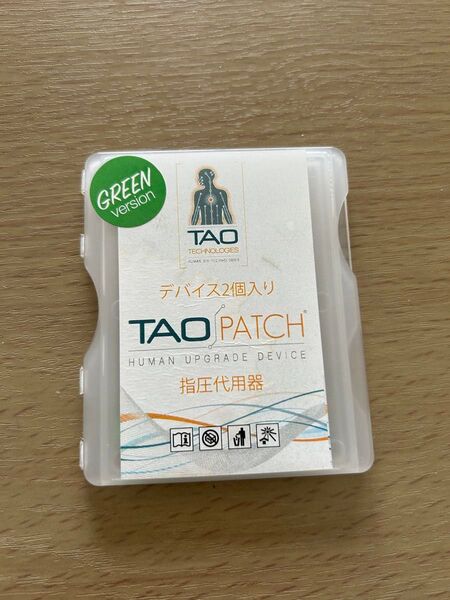 GREEN
version
TAO
TECHNOLOGIES
デバイス2個入り
TAO PATCH®
HUMAN UPGRADE DEVICE
指圧代用器